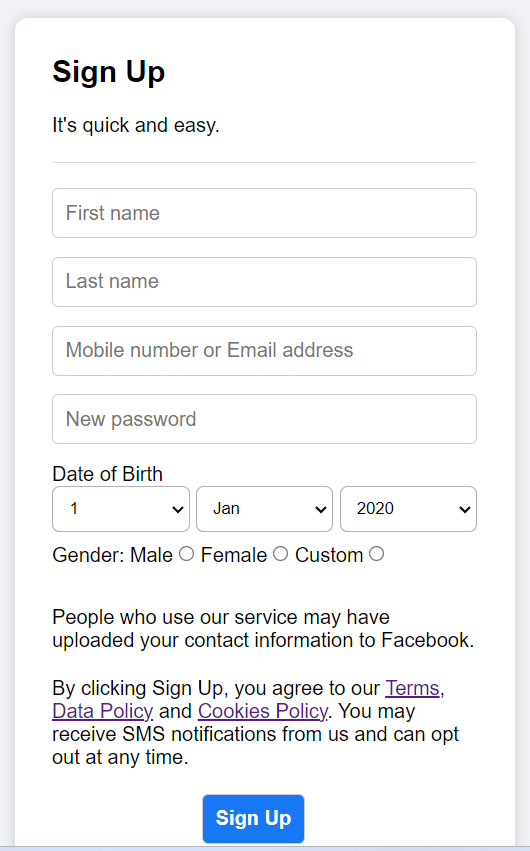 Sign Up
It's quick and easy.
First name
Last name
Mobile number or Email address
New password
Date of Birth
1 Jan 2020
Gender: Male Female Custom
People who use our service may have
uploaded your contact information to Facebook.
By clicking Sign Up, you agree to our Terms,
Data Policy and Cookies Policy. You may
receive SMS notifications from us and can opt
out at any time.
Sign Up